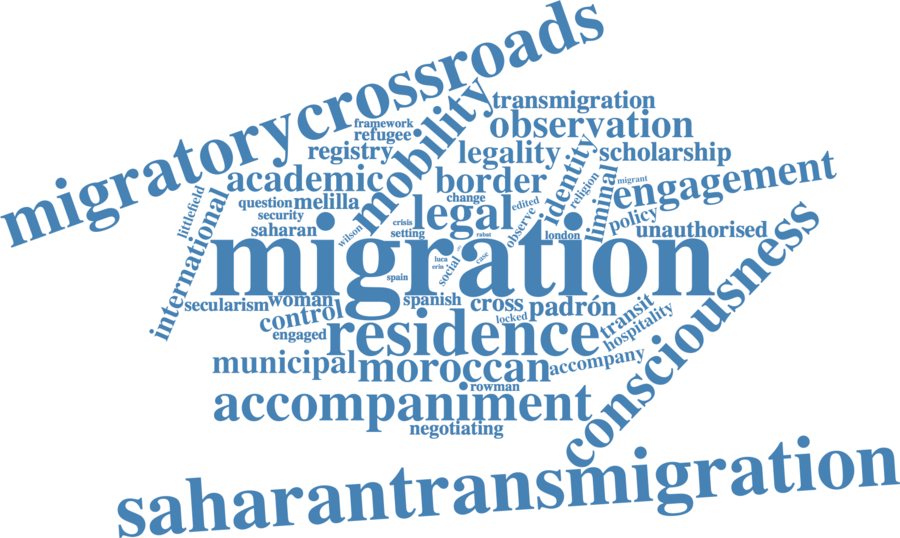 migratorycrossroads
transmigration
framework
refugee
mobility
observation
registry
legality
identity
scholarship
academic
border
religion
migrant
engagement
littlefield
question
melilla
change
edited
liminal
policy
security
crisis
legal
observe
international
saharan
wilson
setting
rabat
london
unauthorised
migration
luca
case
social
spain
consciousness
secularism
woman
spanish
cross
padrón
transit
control
locked
hospitality
engaged
residence
municipal
moroccan
accompany
rowman
accompaniment
negotiating
saharantransmigration